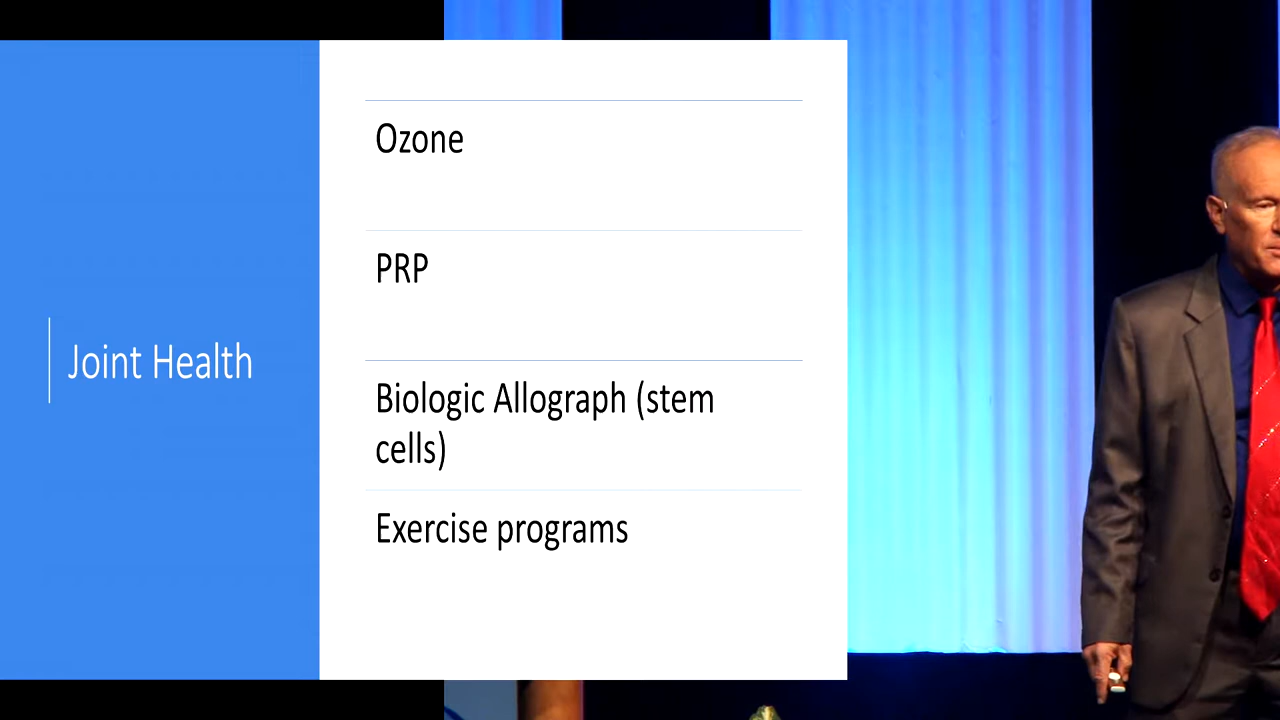 Joint Health
Ozone
PRP
Biologic Allograph (stem
cells)
Exercise programs